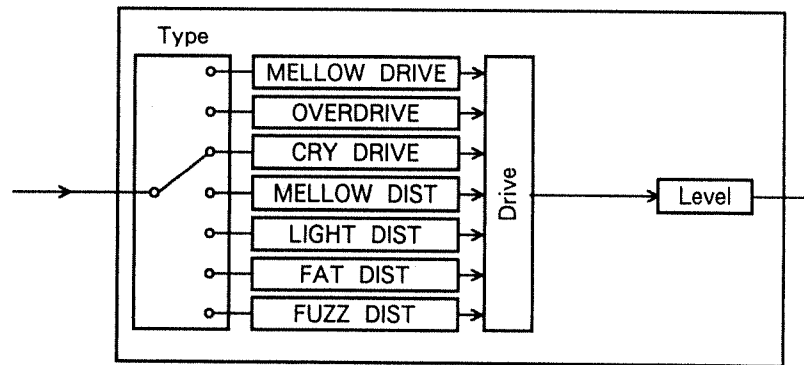 Type
MELLOW DRIVE
OVERDRIVE
CRY DRIVE
MELLOW DIST
LIGHT DIST
FAT DIST
FUZZ DIST
Drive
Level